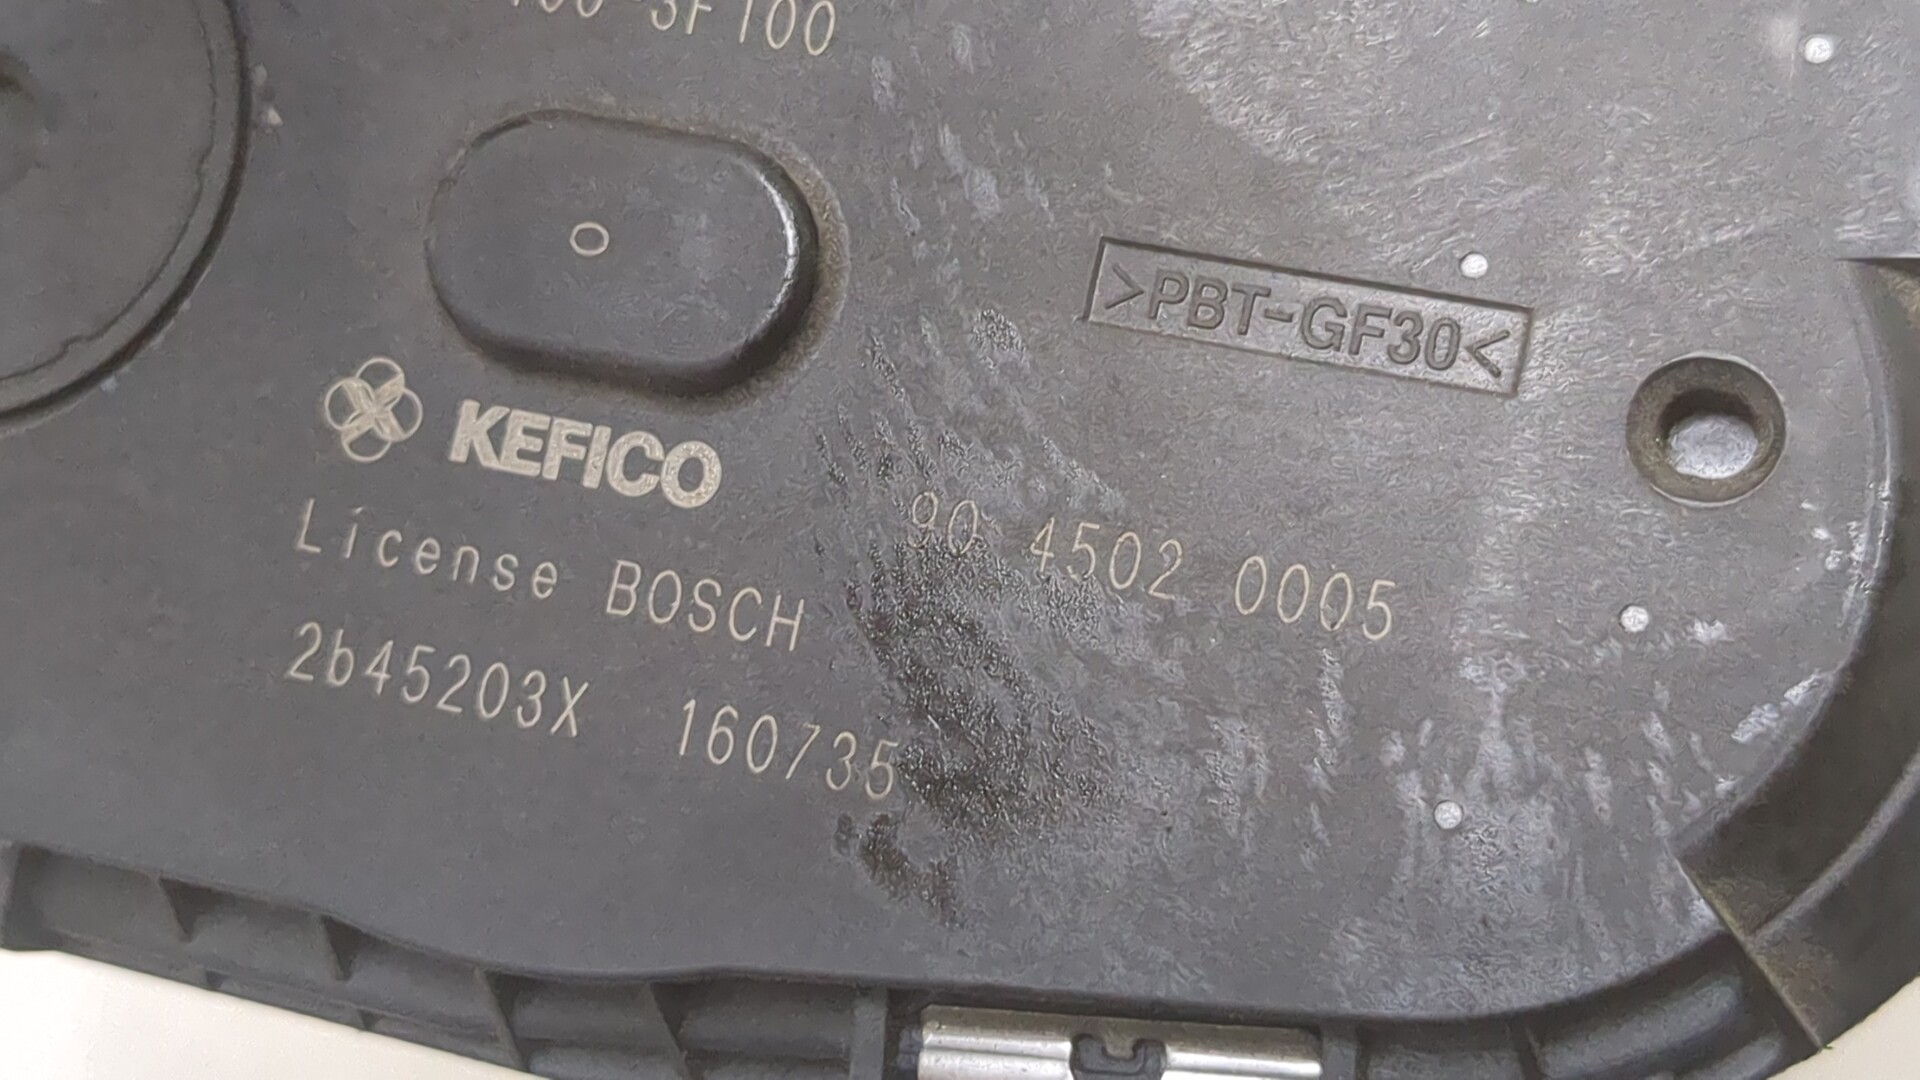 3F100
>PBT-GF30<
KEFICO
License BOSCH
90 4502 0005
2b45203X 160735